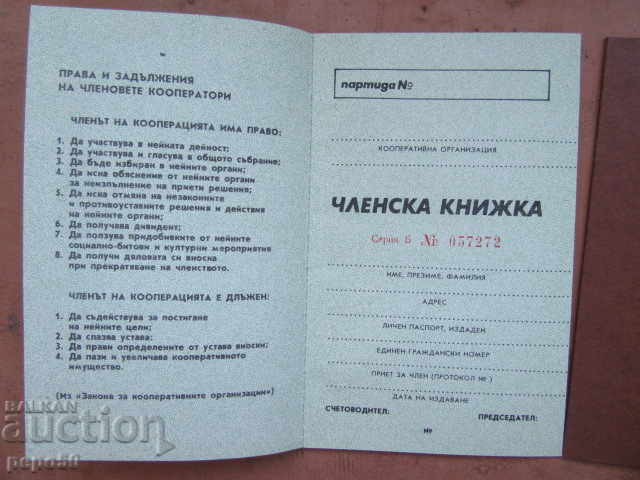 ПРАВА И ЗАДЪЛЖЕНИЯ
НА ЧЛЕНОВЕТЕ КООПЕРАТОРИ
ЧЛЕНЪТ НА КООПЕРАЦИЯТА ИМА ПРАВО:
1. Да участвува в нейната дейност;
2. Да участвува и гласува в общото събрание;
3. Да бъде избиран в нейните органи;
4. Да иска обяснение от нейните органи
за неизпълнение на приети решения;
5. Да иска отмяна на незаконните
и противоуставните решения и действия
на нейните органи;
6. Да получава дивидент;
7. Да ползува придобивките от нейните
социално-битови и културни мероприятия
8. Да получи дяловата си вноска
при прекратяване на членството.
ЧЛЕНЪТ НА КООПЕРАЦИЯТА Е ДЛЪЖЕН:
1. Да съдействува за постигане
на нейните цели;
2. Да спазва устава;
3. Да прави определените от устава вноски;
4. Да пази и увеличава кооперативното
имущество.
(Из «Закона за кооперативните организации»)
партида №
КООПЕРАТИВНА ОРГАНИЗАЦИЯ
ЧЛЕНСКА КНИЖКА
Серия Б № 057272
ИМЕ, ПРЕЗИМЕ, ФАМИЛИЯ
АДРЕС
ЛИЧЕН ПАСПОРТ, ИЗДАДЕН
ЕДИНЕН ГРАЖДАНСКИ НОМЕР
ПРИЕТ ЗА ЧЛЕН (ПРОТОКОЛ № )
ДАТА НА ИЗДАВАНЕ
СЧЕТОВОДИТЕЛ: ПРЕДСЕДАТЕЛ:
МП
BALKAN
auction
pepo50